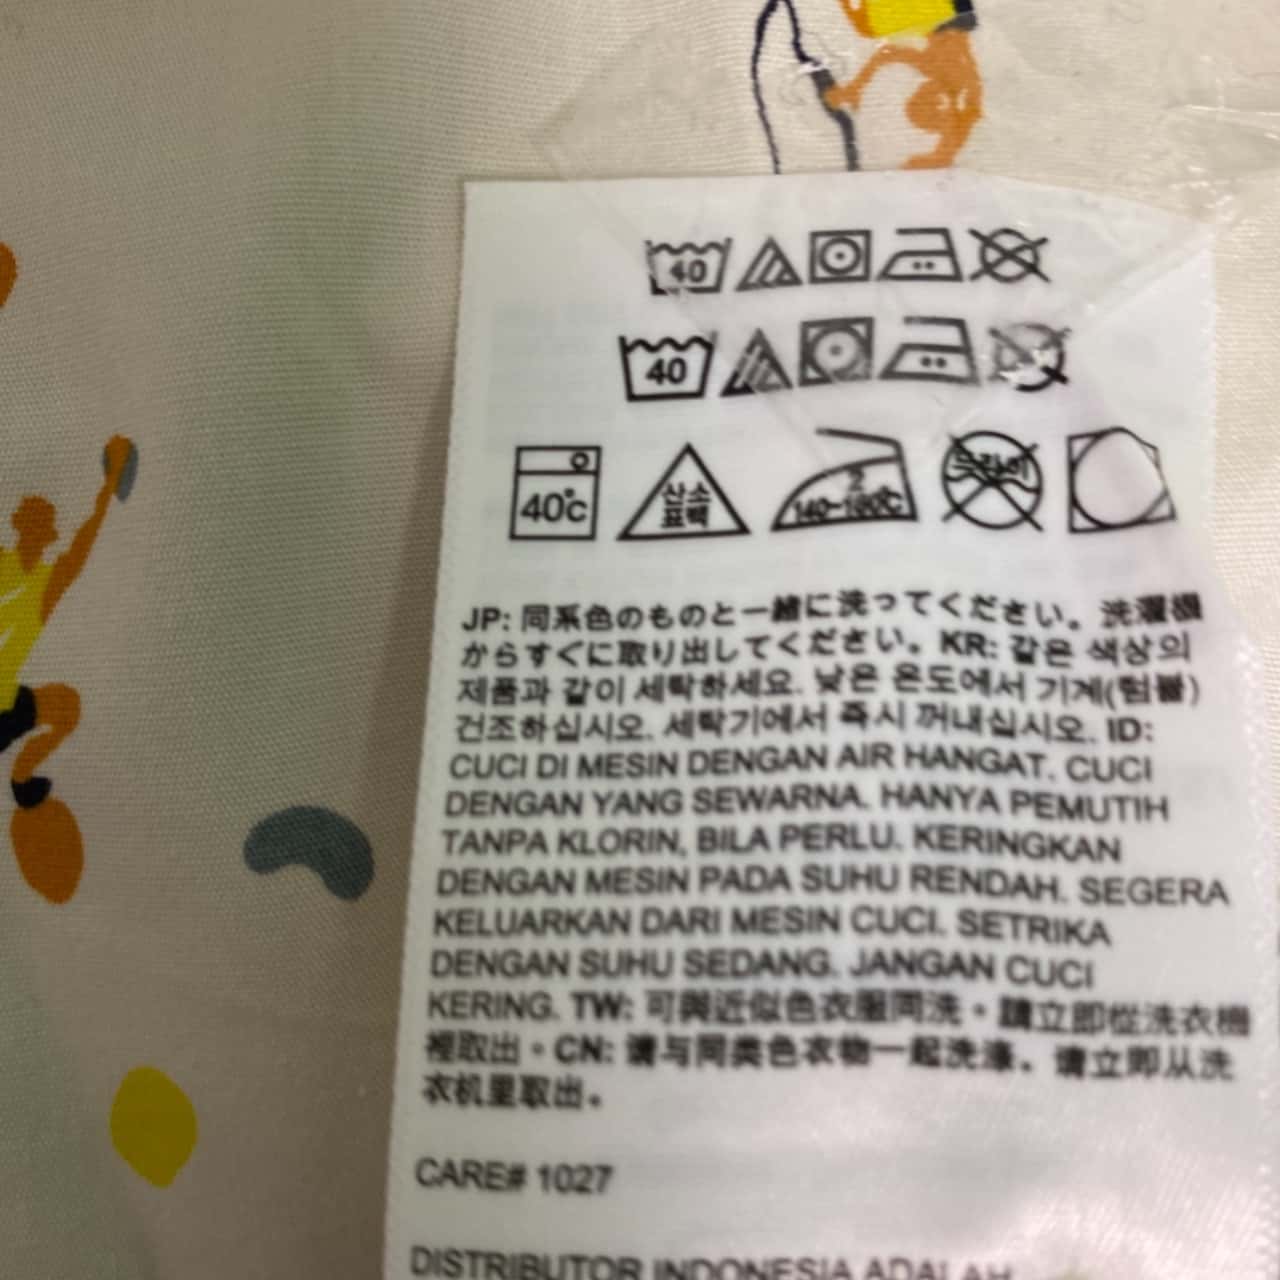 40
40
40℃
산소
표백
2
140~160℃
드라이
JP: 同系色のものと一緒に洗ってください。洗濯機
からすぐに取り出してください。KR: 같은 색상의
제품과 같이 세탁하세요. 낮은 온도에서 기계(텀블)
건조하십시오. 세탁기에서 즉시 꺼내십시오. ID:
CUCI DI MESIN DENGAN AIR HANGAT. CUCI
DENGAN YANG SEWARNA. HANYA PEMUTIH
TANPA KLORIN, BILA PERLU. KERINGKAN
DENGAN MESIN PADA SUHU RENDAH. SEGERA
KELUARKAN DARI MESIN CUCI. SETRIKA
DENGAN SUHU SEDANG. JANGAN CUCI
KERING. TW: 可與近似色衣服同洗。請立即從洗衣機
裡取出。CN: 请与同类色衣物一起洗涤。请立即从洗
衣机里取出。
CARE# 1027
DISTRIBUTOR INDONESIA ADALAH